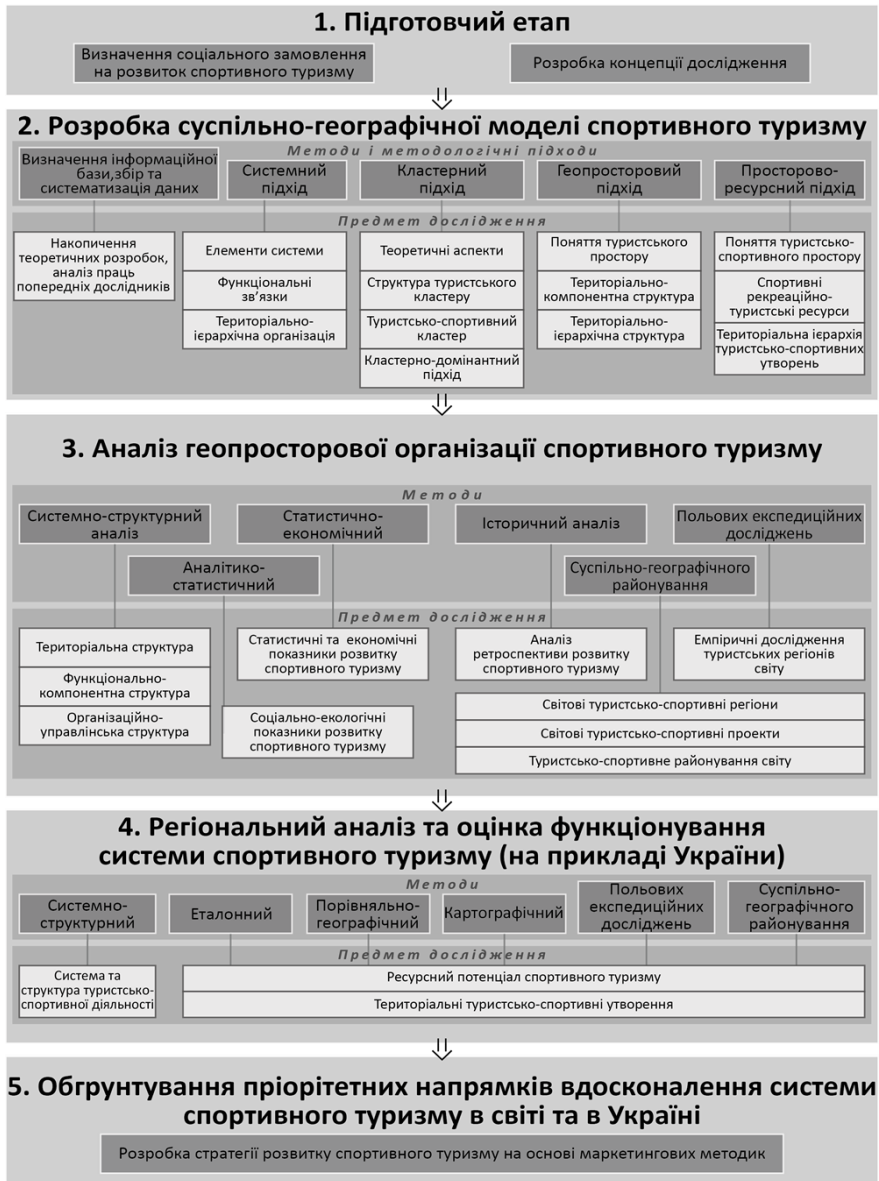 1. Підготовчий етап
Визначення соціального замовлення
на розвиток спортивного туризму
Розробка концепції дослідження
2. Розробка суспільно-географічної моделі спортивного туризму
Методи і методологічні підходи
Визначення інформаційної
бази,збір та
систематизація даних
Системний
підхід
Кластерний
підхід
Геопросторовий
підхід
Просторово-
ресурсний підхід
Предмет дослідження
Накопичення
теоретичних розробок,
аналіз праць
попередніх дослідників
Елементи системи
Функціональні
зв’язки
Територіально-
ієрархічна організація
Теоретичні аспекти
Структура туристського
кластеру
Туристсько-спортивний
кластер
Кластерно-домінантний
підхід
Поняття туристського
простору
Територіально-
компонентна структура
Територіально-
ієрархічна структура
Поняття туристсько-
спортивного простору
Спортивні
рекреаційно-
туристські ресурси
Територіальна ієрархія
туристсько-спортивних
утворень
3. Аналіз геопросторової організації спортивного туризму
Методи
Системно-структурний
аналіз
Статистично-
економічний
Історичний аналіз
Польових експедиційних
досліджень
Аналітико-
статистичний
Суспільно-географічного
районування
Предмет дослідження
Територіальна структура
Функціонально-
компонентна структура
Організаційно-
управлінська структура
Статистичні та економічні
показники розвитку
спортивного туризму
Соціально-екологічні
показники розвитку
спортивного туризму
Аналіз
ретроспективи розвитку
спортивного туризму
Емпіричні дослідження
туристських регіонів
світу
Світові туристсько-спортивні регіони
Світові туристсько-спортивні проекти
Туристсько-спортивне районування світу
4. Регіональний аналіз та оцінка функціонування
системи спортивного туризму (на прикладі України)
Методи
Системно-
структурний
Еталонний
Порівняльно-
географічний
Картографічний
Польових
експедиційних
досліджень
Суспільно-
географічного
районування
Предмет дослідження
Система та
структура туристсько-
спортивної діяльності
Ресурсний потенціал спортивного туризму
Територіальні туристсько-спортивні утворення
5. Обгрунтування пріорітетних напрямків вдосконалення системи
спортивного туризму в світі та в Україні
Розробка стратегії розвитку спортивного туризму на основі маркетингових методик